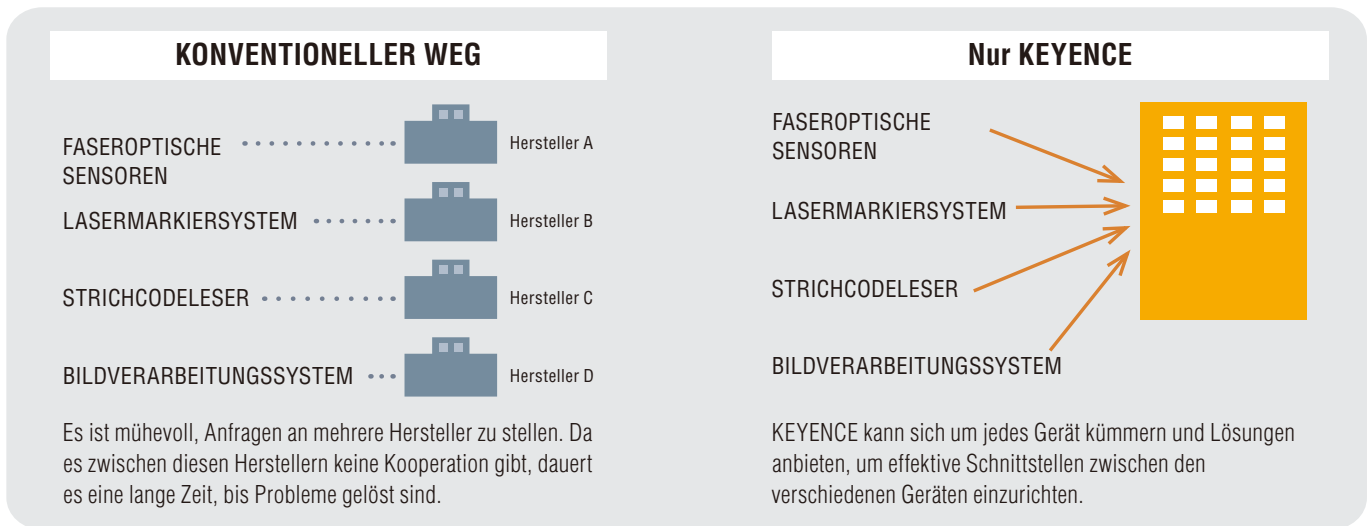 KONVENTIONELLER WEG
FASEROPTISCHE
SENSOREN
Hersteller A
LASERMARKIERSYSTEM
Hersteller B
STRICHCODELESER
Hersteller C
BILDVERARBEITUNGSSYSTEM
Hersteller D
Es ist mühevoll, Anfragen an mehrere Hersteller zu stellen. Da
es zwischen diesen Herstellern keine Kooperation gibt, dauert
es eine lange Zeit, bis Probleme gelöst sind.
Nur KEYENCE
FASEROPTISCHE
SENSOREN
LASERMARKIERSYSTEM
STRICHCODELESER
BILDVERARBEITUNGSSYSTEM
KEYENCE kann sich um jedes Gerät kümmern und Lösungen
anbieten, um effektive Schnittstellen zwischen den
verschiedenen Geräten einzurichten.